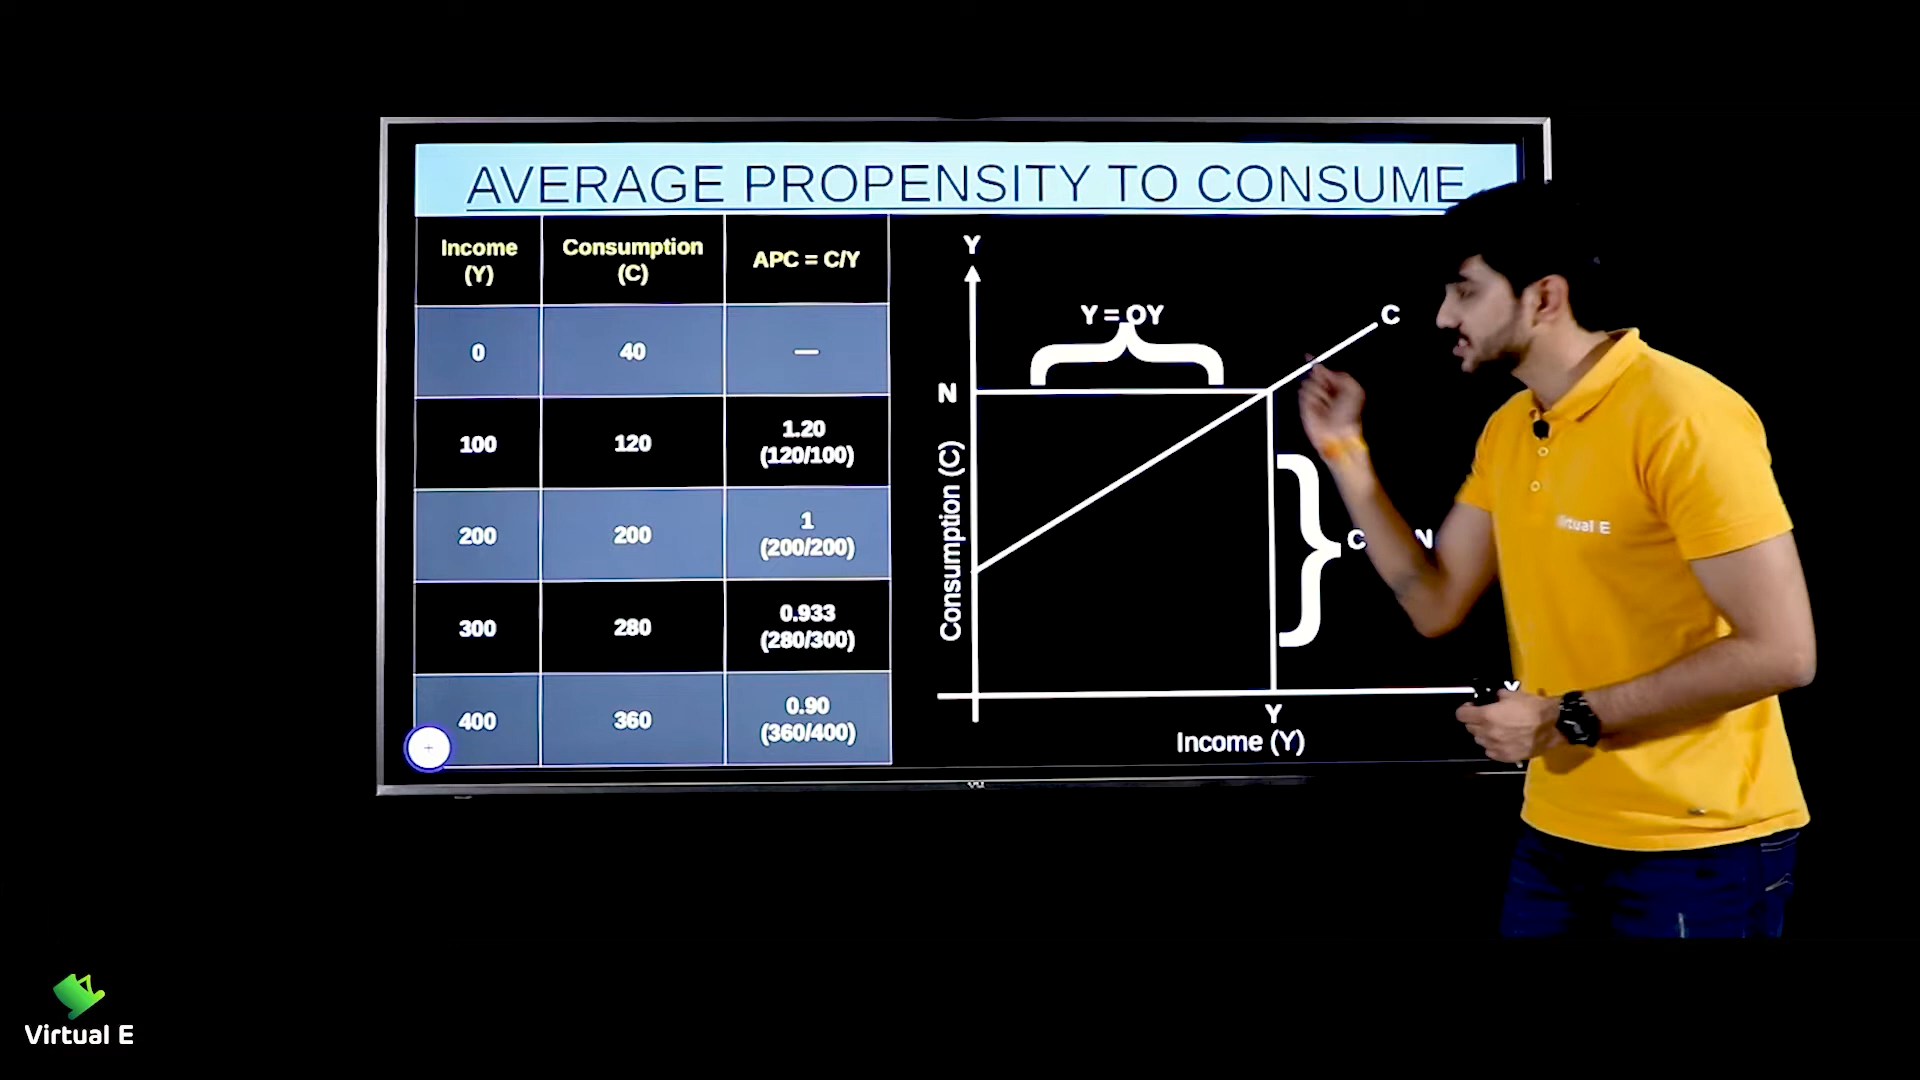 AVERAGE PROPENSITY TO CONSUME
Income
(Y)
Consumption
(C)
APC = C/Y
0
40
—
100
120
1.20
(120/100)
200
200
1
(200/200)
300
280
0.933
(280/300)
400
360
0.90
(360/400)
Y
Y = OY
C
N
Consumption (C)
C
N
Y
Income (Y)
Virtual E
Virtual E